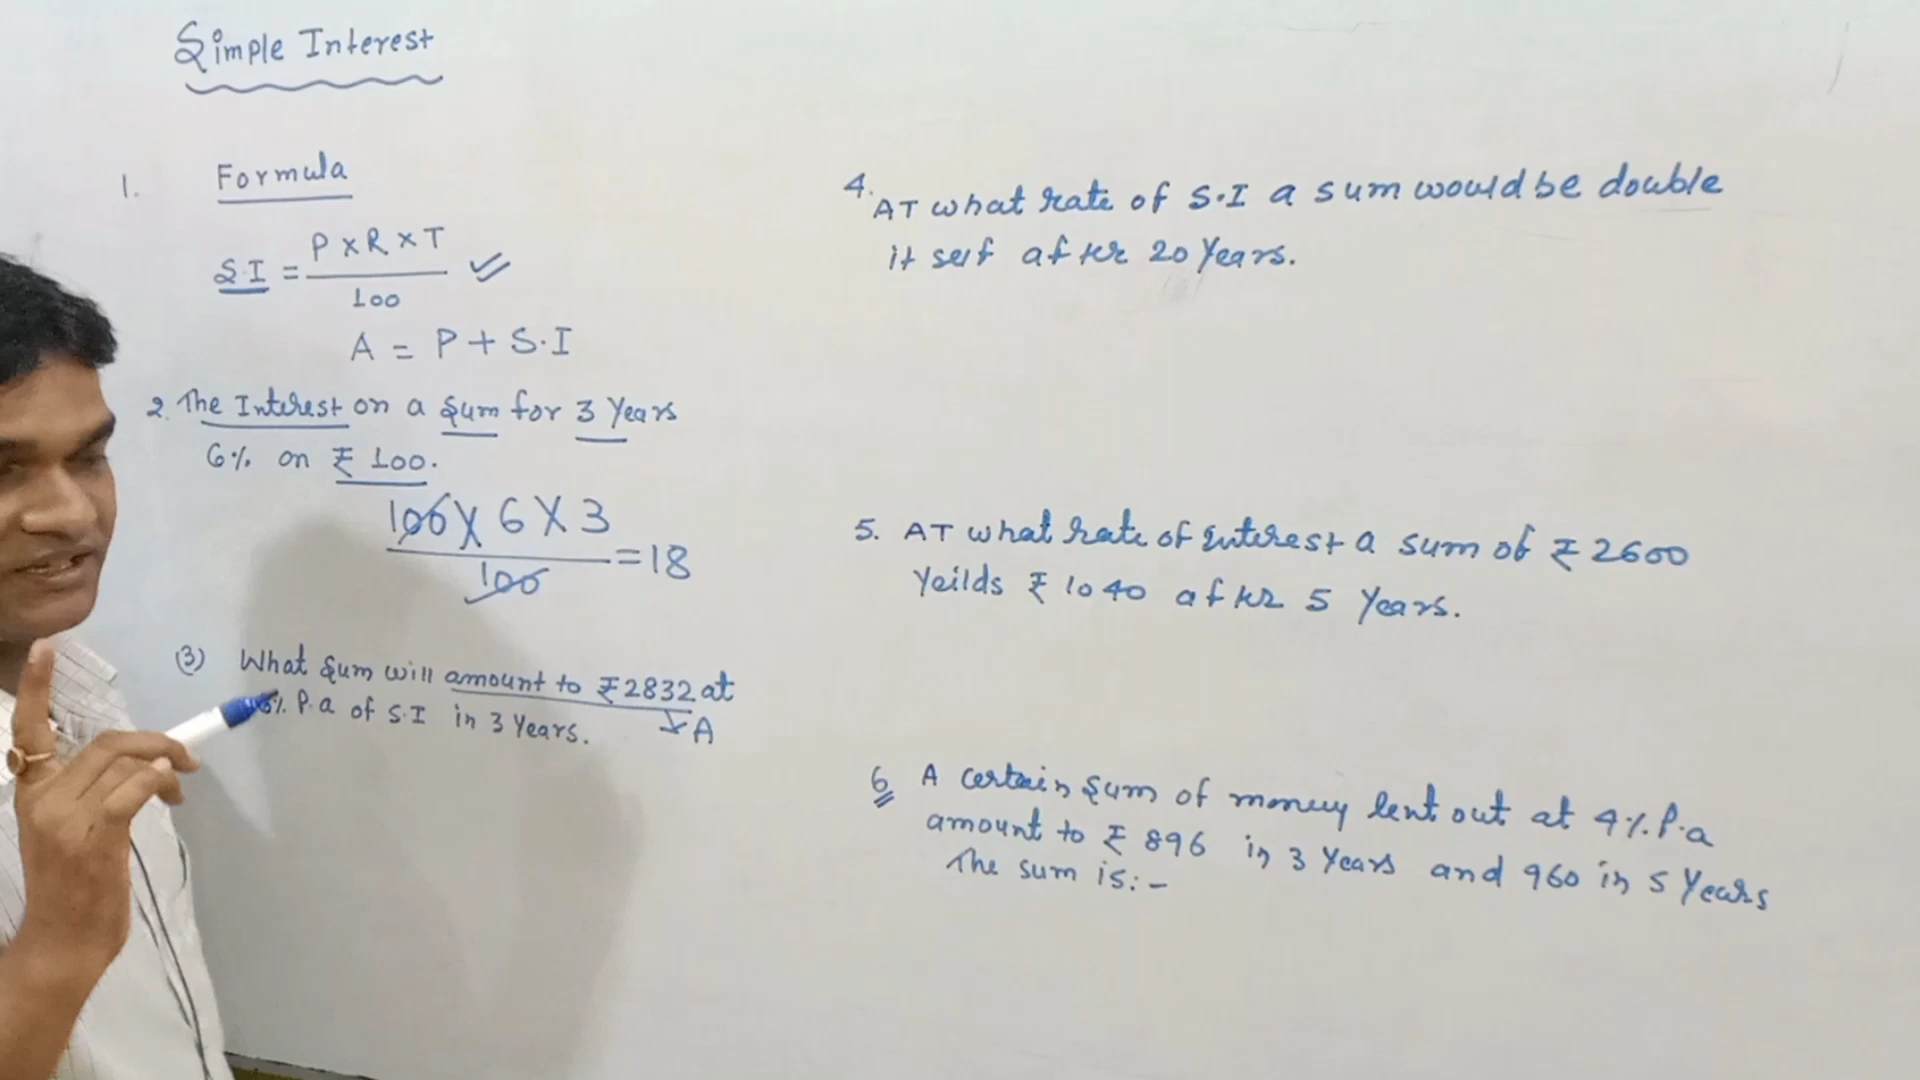 Simple Interest
1. Formula
S.I = P x R x T
100
A = P + S.I
2. The Interest on a sum for 3 Years
6% on ₹ 100.
100 X 6 X 3
100
= 18
(3) What sum will amount to ₹2832 at
% P.a of S.I in 3 Years.
A
4. AT what rate of S.I a sum would be double
it self after 20 Years.
5. AT what rate of interest a sum of ₹ 2600
Yeilds ₹ 1040 after 5 Years.
6 A certain sum of money lent out at 4%. P.a
amount to ₹ 896 in 3 Years and 960 in 5 Years
The sum is:-